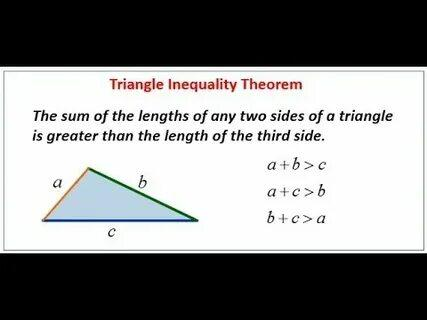 Triangle Inequality Theorem
The sum of the lengths of any two sides of a triangle
is greater than the length of the third side.
a+b>c
a b
a+c>b
b+c>a
c